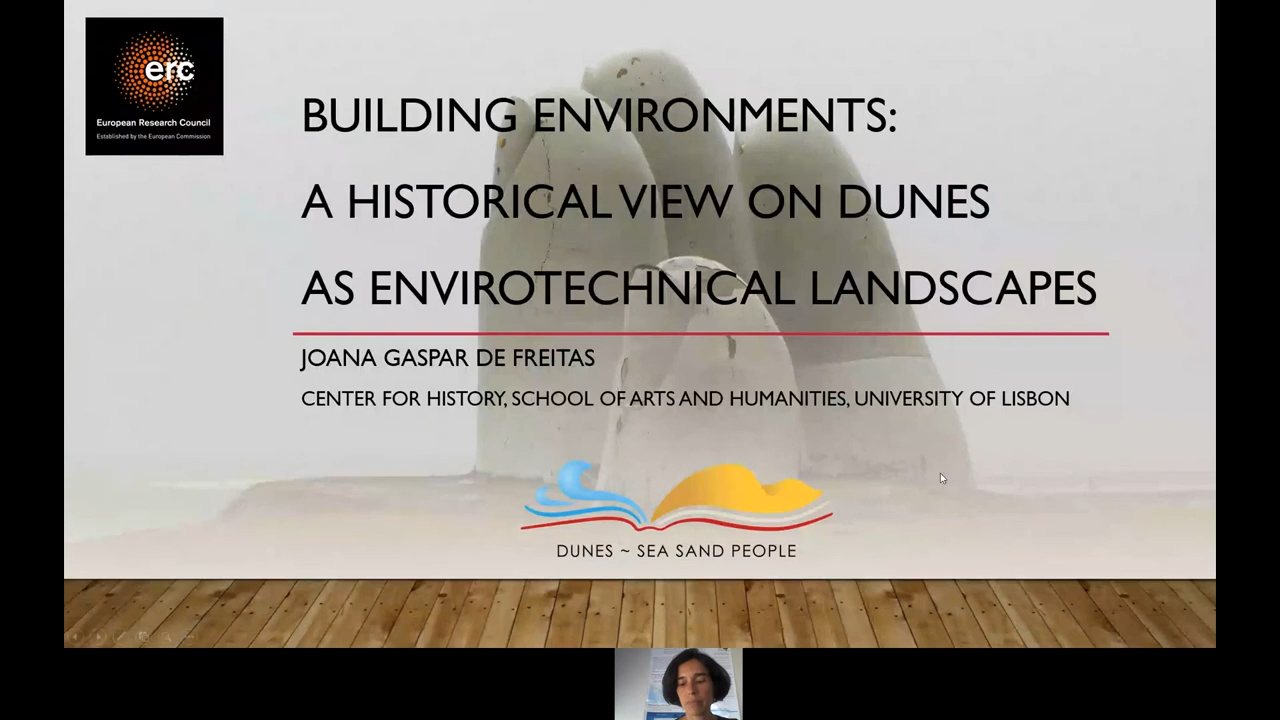 erc
European Research Council
Established by the European Commission
BUILDING ENVIRONMENTS:
A HISTORICAL VIEW ON DUNES
AS ENVIROTECHNICAL LANDSCAPES
JOANA GASPAR DE FREITAS
CENTER FOR HISTORY, SCHOOL OF ARTS AND HUMANITIES, UNIVERSITY OF LISBON
DUNES ~ SEA SAND PEOPLE